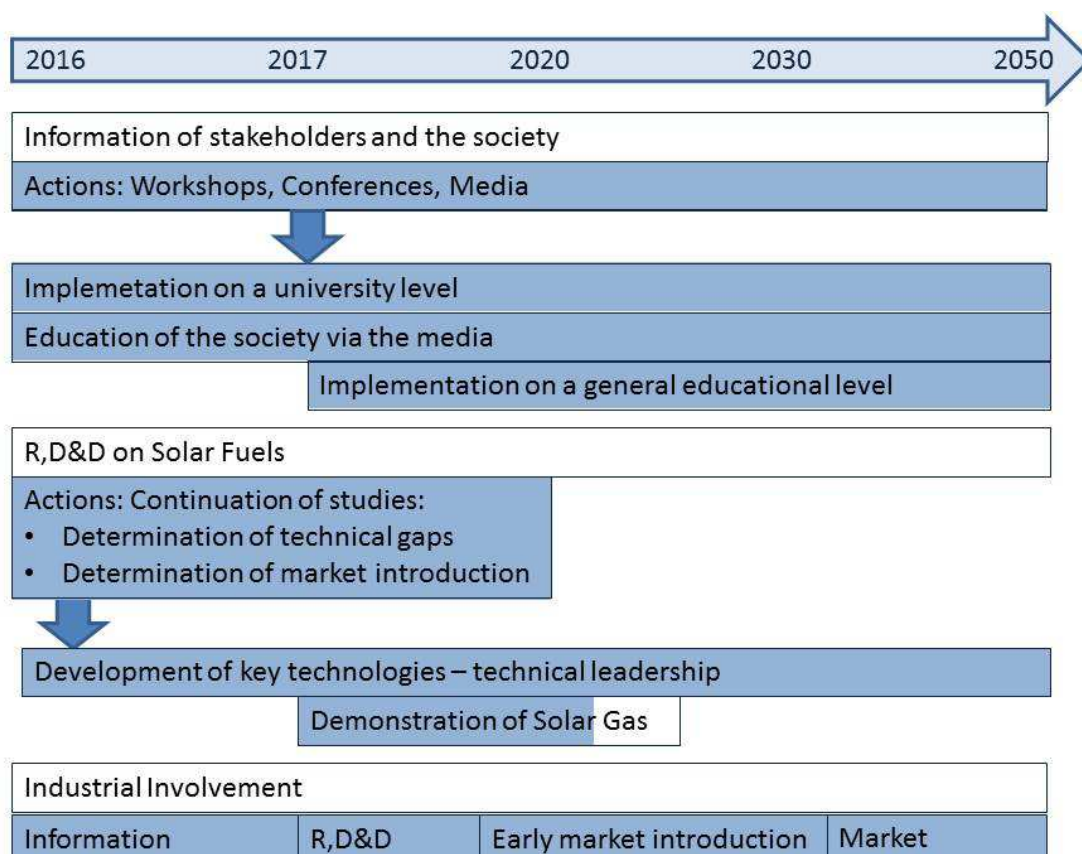 2016 2017 2020 2030 2050
Information of stakeholders and the society
Actions: Workshops, Conferences, Media
Implemetation on a university level
Education of the society via the media
Implementation on a general educational level
R,D&D on Solar Fuels
Actions: Continuation of studies:
• Determination of technical gaps
• Determination of market introduction
Development of key technologies – technical leadership
Demonstration of Solar Gas
Industrial Involvement
Information R,D&D Early market introduction Market